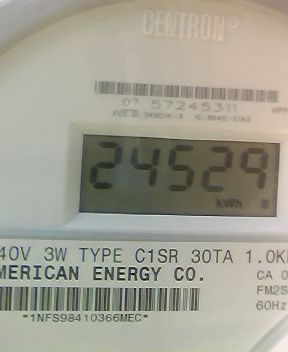 CENTRON®
07 57245311
24529
kWh
40V 3W TYPE C1SR 30TA 1.0K
MERICAN ENERGY CO.
CA 0
FM2S
60Hz
*1NFS98410366MEC*